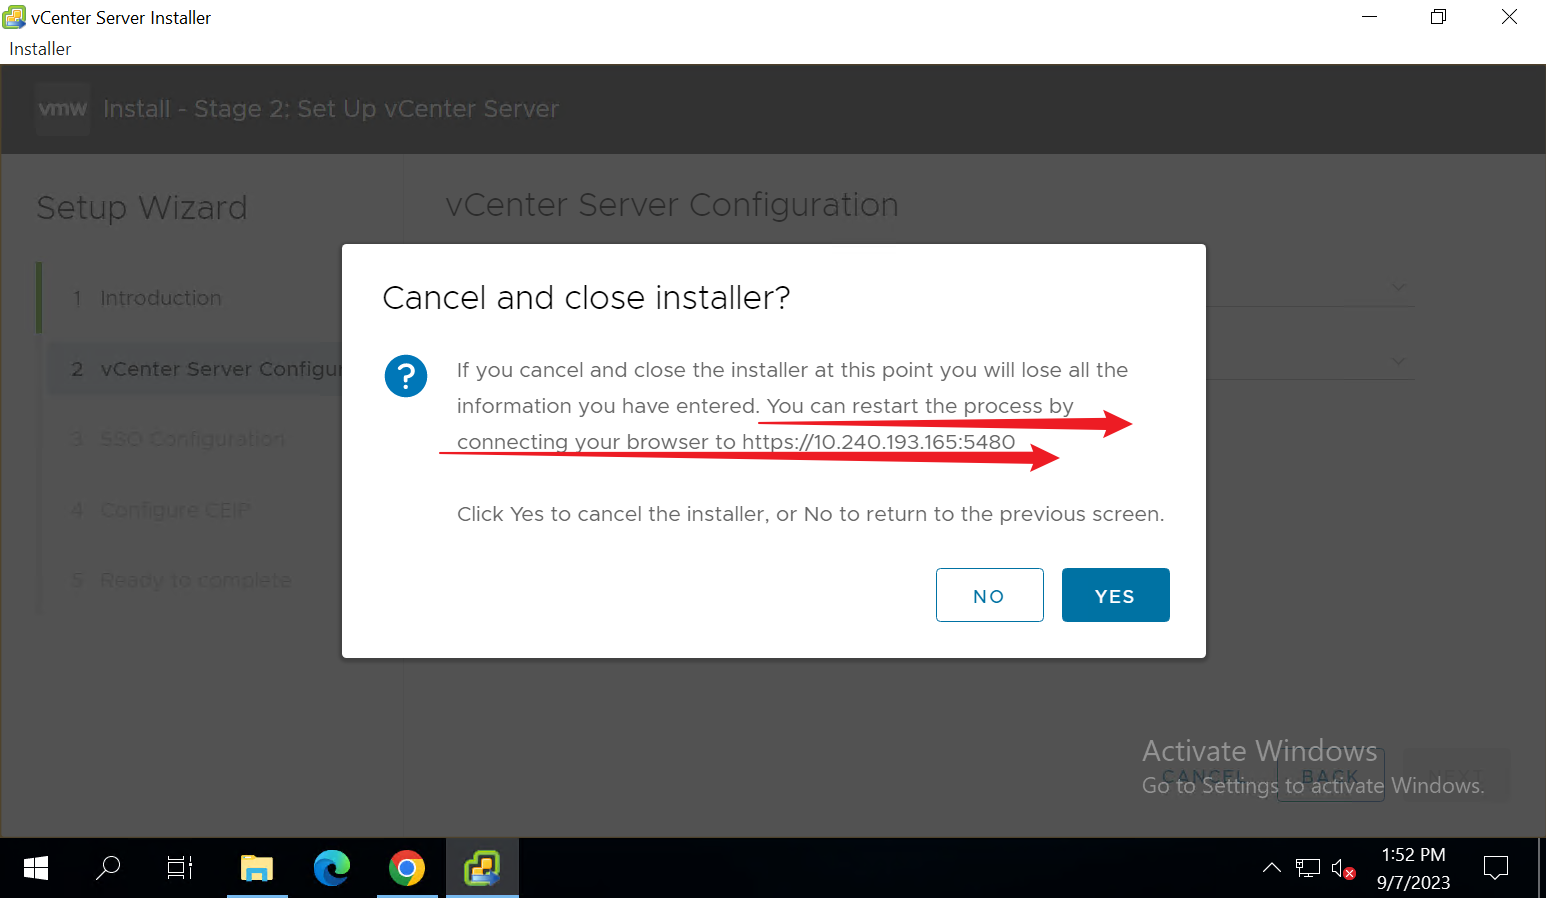 vCenter Server Installer
Installer
vmw Install - Stage 2: Set Up vCenter Server
Setup Wizard
1 Introduction
2 vCenter Server Configur
3 SSO Configuration
4 Configure CEIP
5 Ready to complete
vCenter Server Configuration
Cancel and close installer?
?
If you cancel and close the installer at this point you will lose all the
information you have entered. You can restart the process by
connecting your browser to https://10.240.193.165:5480
Click Yes to cancel the installer, or No to return to the previous screen.
NO
YES
CANCEL
BACK
NEXT
Activate Windows
Go to Settings to activate Windows.
1:52 PM
9/7/2023